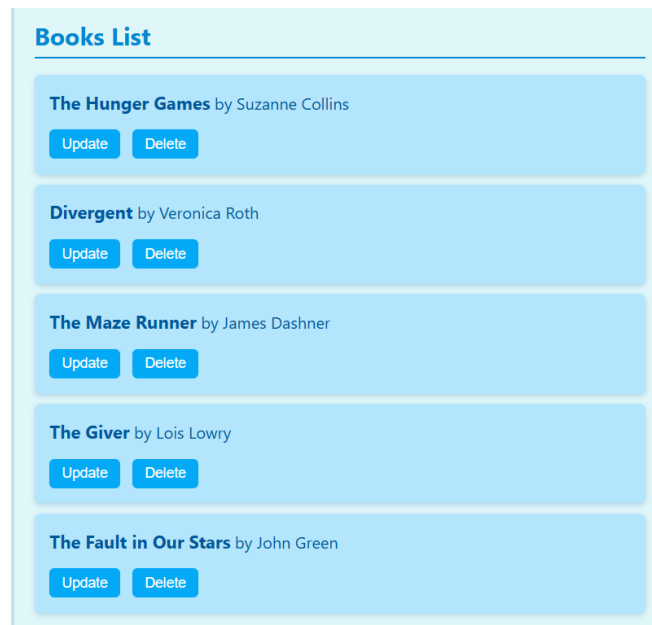 Books List
The Hunger Games by Suzanne Collins
Update Delete
Divergent by Veronica Roth
Update Delete
The Maze Runner by James Dashner
Update Delete
The Giver by Lois Lowry
Update Delete
The Fault in Our Stars by John Green
Update Delete